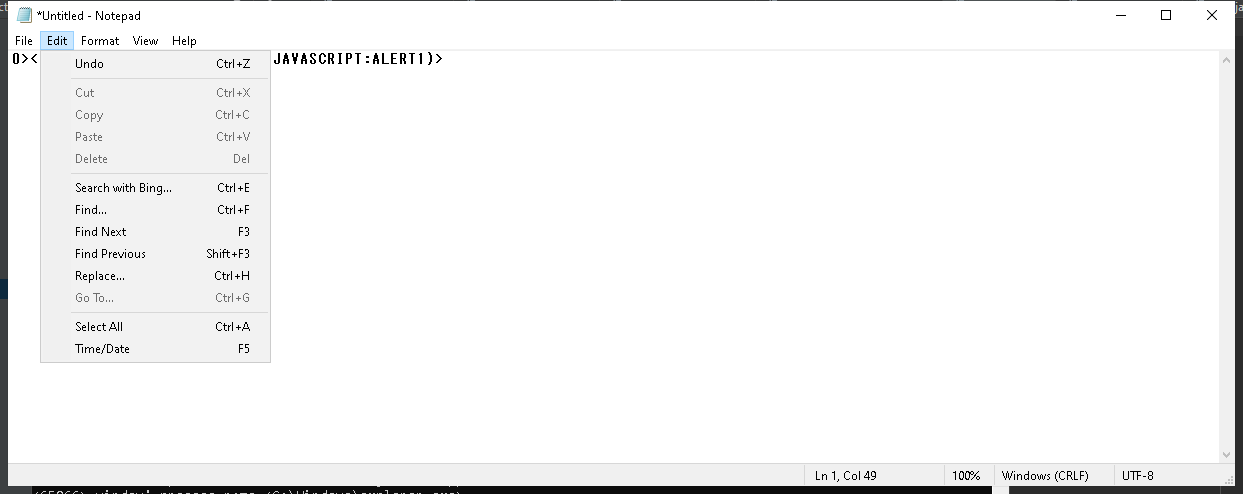 *Untitled - Notepad
File Edit Format View Help
0><
JAVASCRIPT:ALERT1)>
Undo Ctrl+Z
Cut Ctrl+X
Copy Ctrl+C
Paste Ctrl+V
Delete Del
Search with Bing... Ctrl+E
Find... Ctrl+F
Find Next F3
Find Previous Shift+F3
Replace... Ctrl+H
Go To... Ctrl+G
Select All Ctrl+A
Time/Date F5
Ln 1, Col 49 100% Windows (CRLF) UTF-8